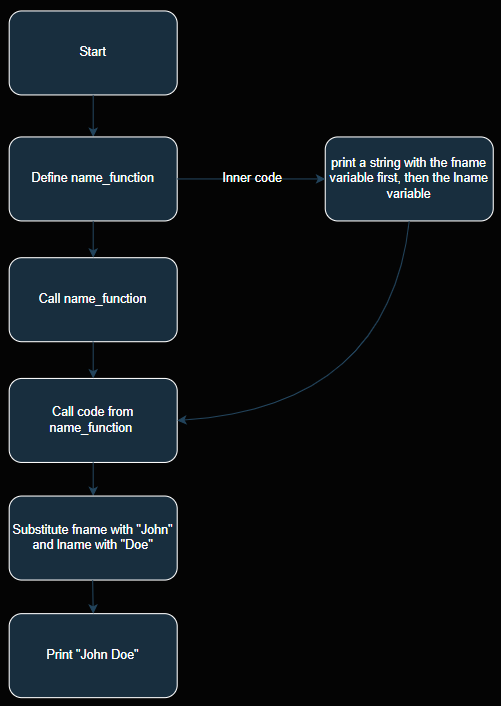 Start
Define name_function
Inner code
print a string with the fname
variable first, then the lname
variable
Call name_function
Call code from
name_function
Substitute fname with "John"
and lname with "Doe"
Print "John Doe"